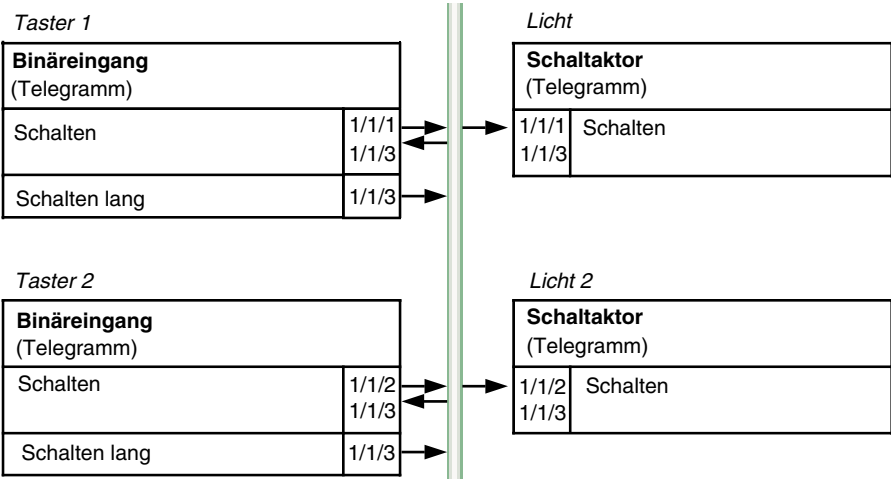 Taster 1
Binäreingang
(Telegramm)
Schalten
1/1/1
1/1/3
Schalten lang
1/1/3
Licht
Schaltaktor
(Telegramm)
1/1/1
Schalten
1/1/3
Taster 2
Binäreingang
(Telegramm)
Schalten
1/1/2
1/1/3
Schalten lang
1/1/3
Licht 2
Schaltaktor
(Telegramm)
1/1/2
Schalten
1/1/3